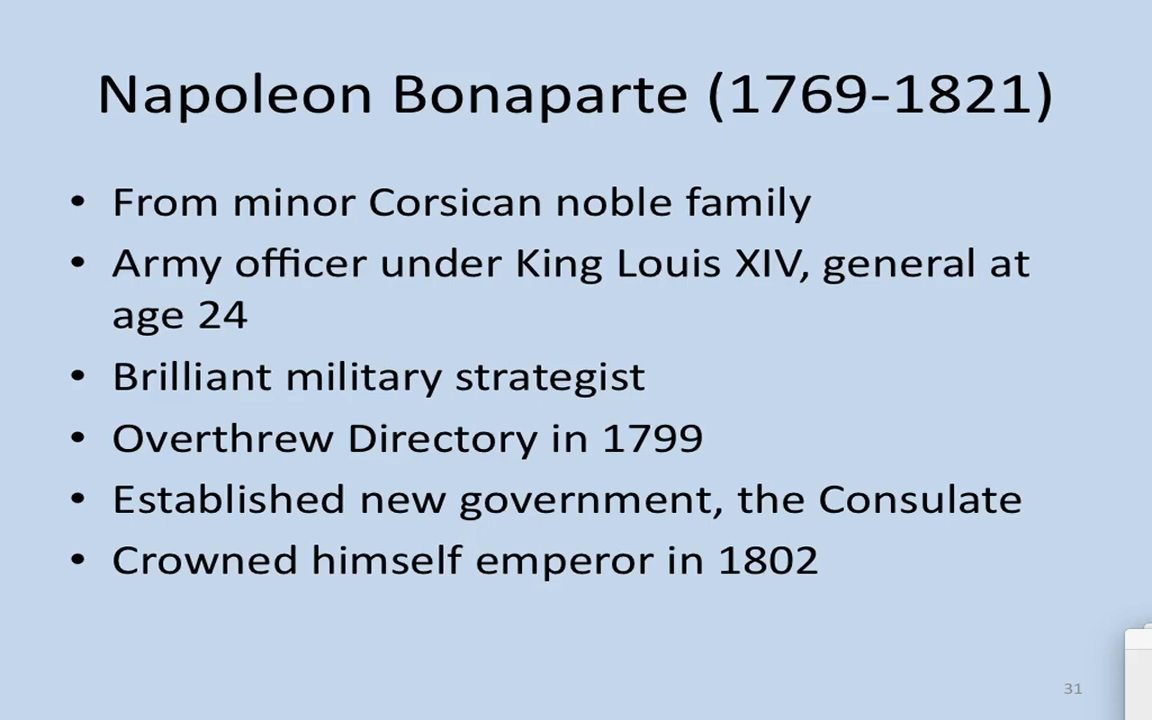 Napoleon Bonaparte (1769-1821)
• From minor Corsican noble family
• Army officer under King Louis XIV, general at
age 24
• Brilliant military strategist
• Overthrew Directory in 1799
• Established new government, the Consulate
• Crowned himself emperor in 1802
31